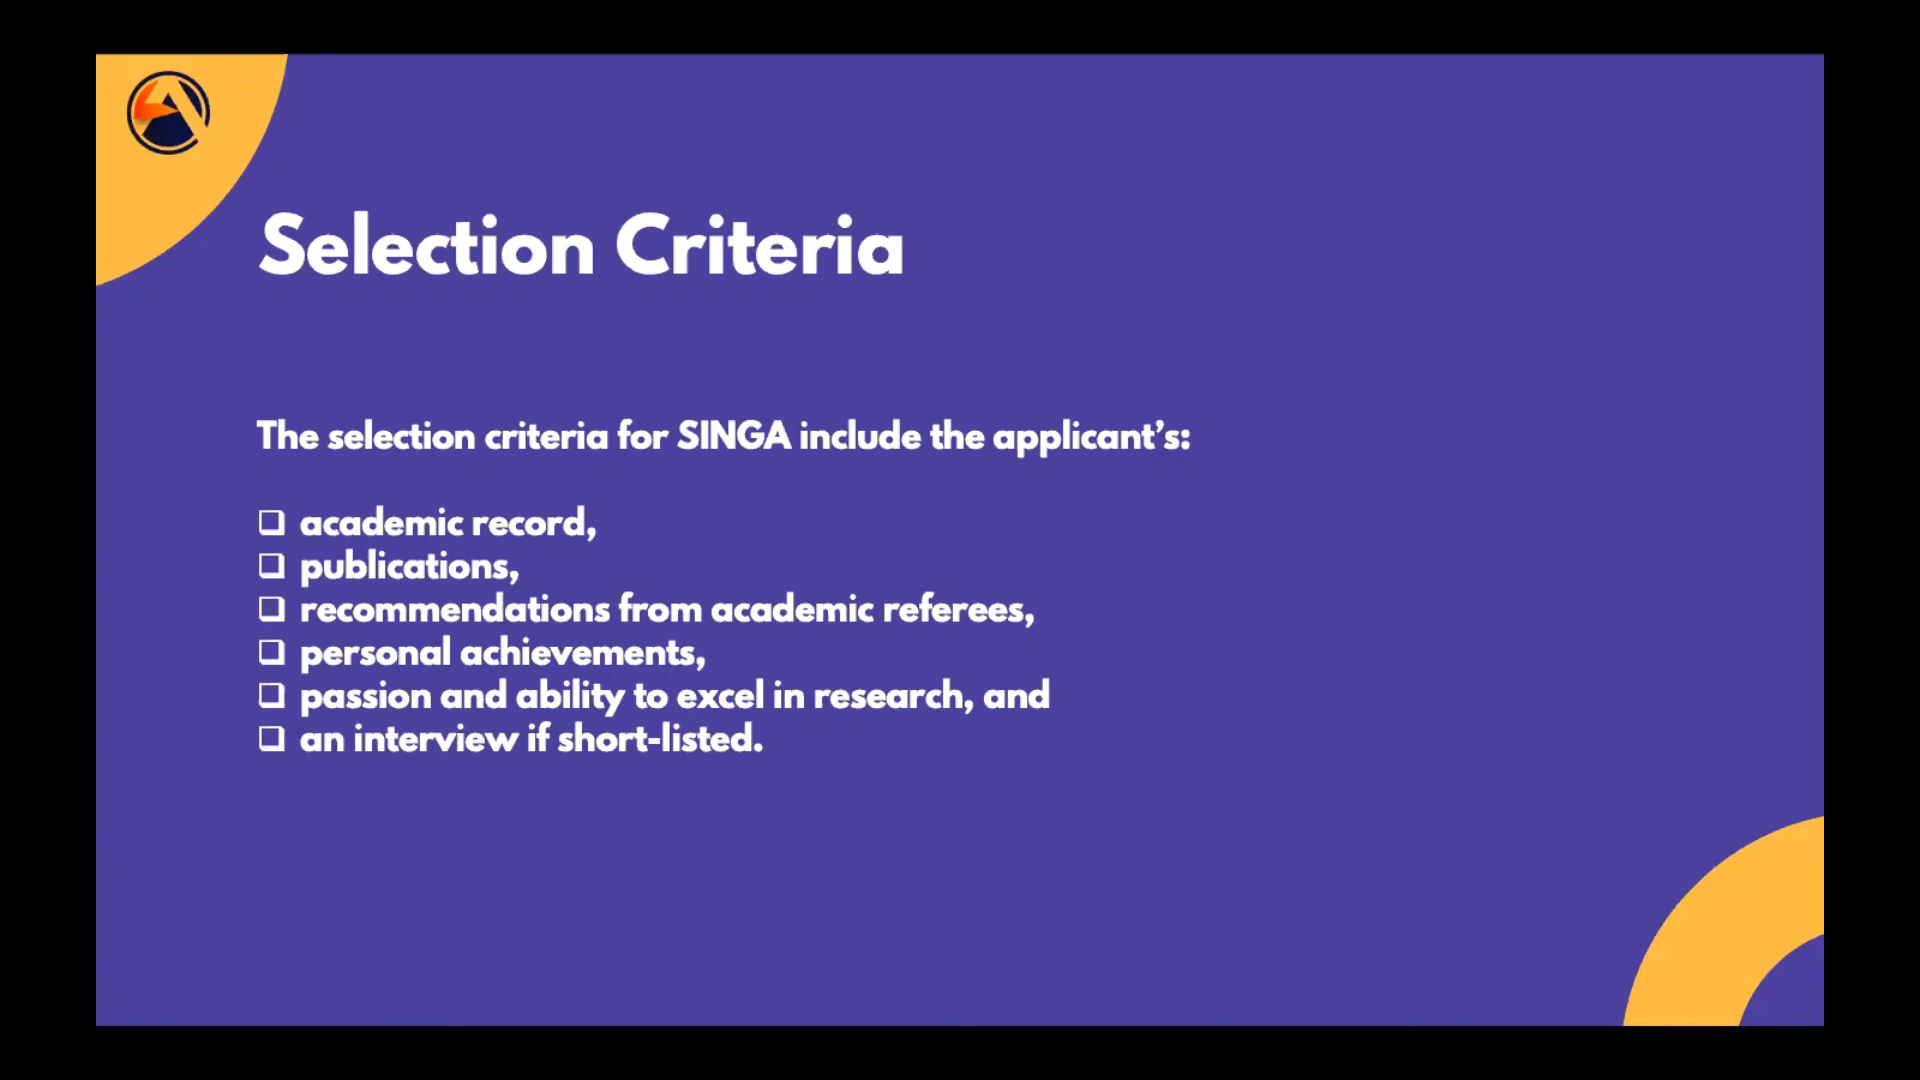 Selection Criteria
The selection criteria for SINGA include the applicant’s:
❑ academic record,
❑ publications,
❑ recommendations from academic referees,
❑ personal achievements,
❑ passion and ability to excel in research, and
❑ an interview if short-listed.